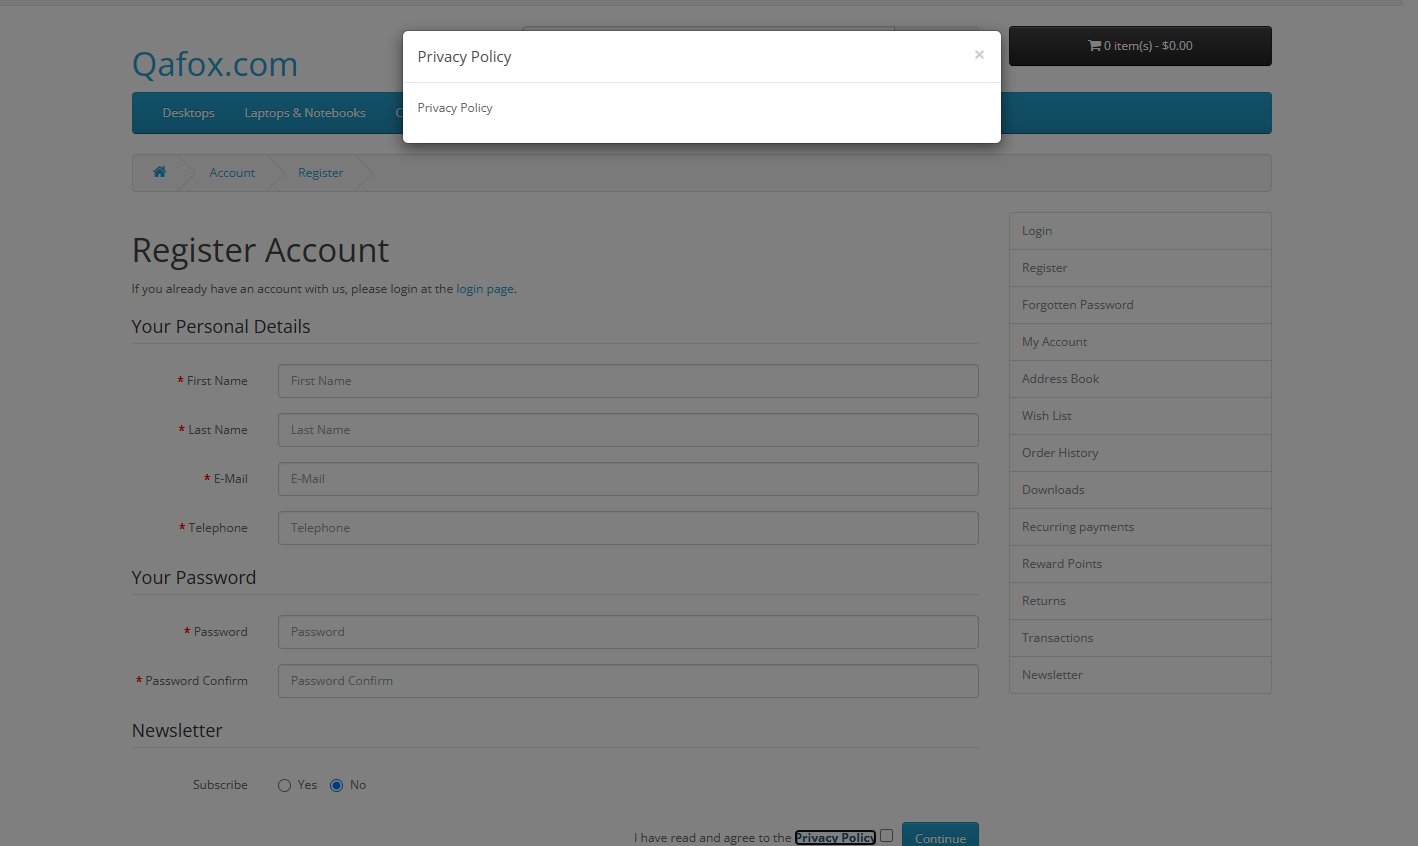 Privacy Policy ×
Privacy Policy
0 item(s) - $0.00
Qafox.com
Desktops Laptops & Notebooks
Account Register
Register Account
If you already have an account with us, please login at the login page.
Your Personal Details
* First Name First Name
* Last Name Last Name
* E-Mail E-Mail
* Telephone Telephone
Your Password
* Password Password
* Password Confirm Password Confirm
Newsletter
Subscribe Yes No
I have read and agree to the Privacy Policy Continue
Login
Register
Forgotten Password
My Account
Address Book
Wish List
Order History
Downloads
Recurring payments
Reward Points
Returns
Transactions
Newsletter